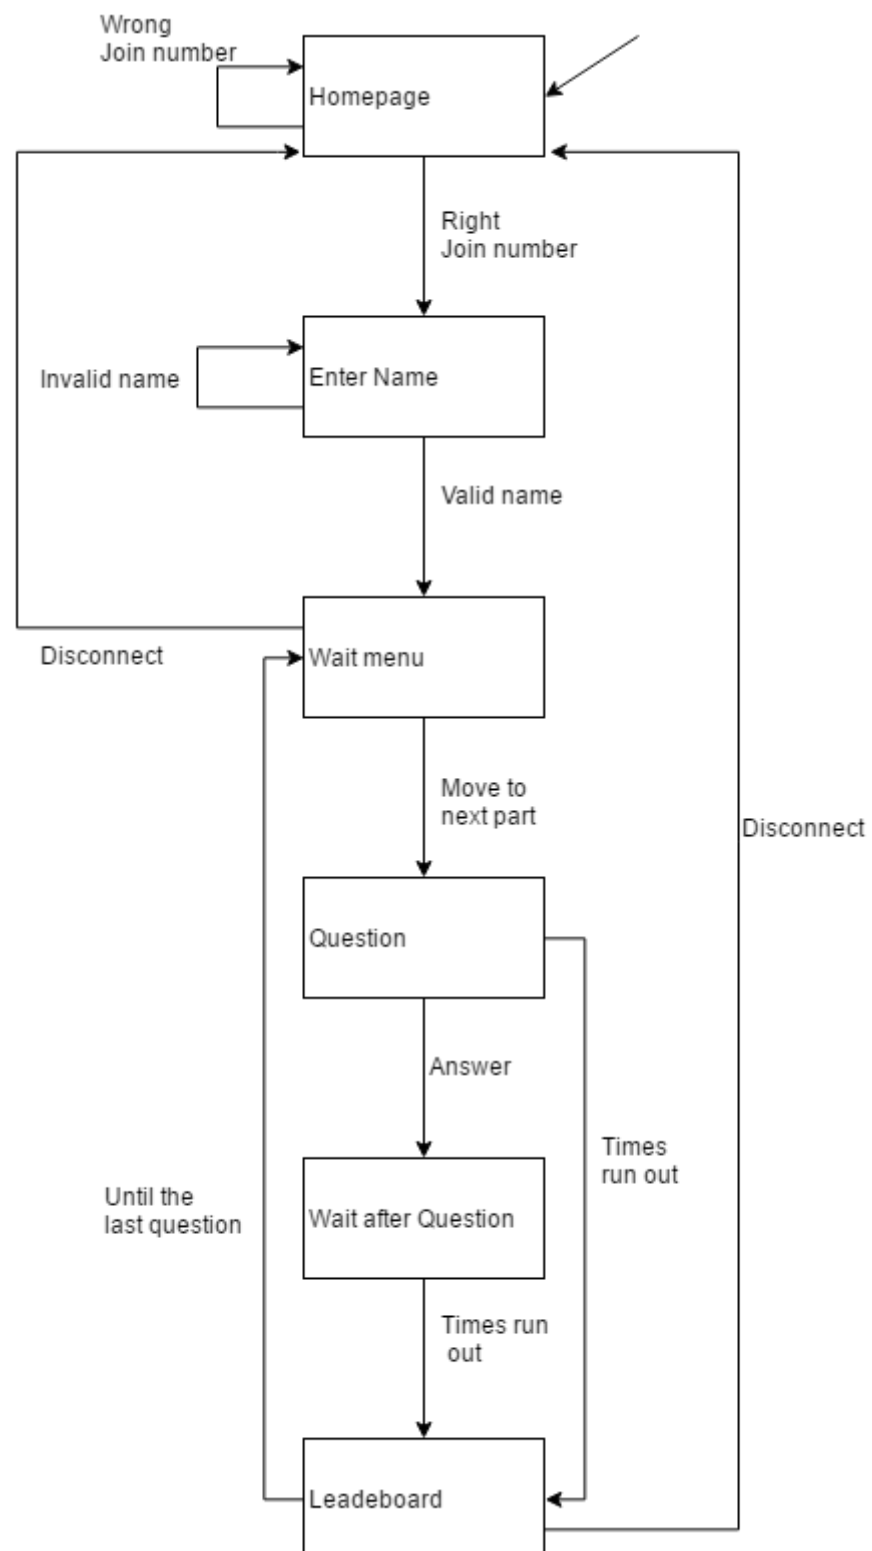 Wrong
Join number
Homepage
Right
Join number
Invalid name
Enter Name
Valid name
Disconnect
Wait menu
Move to
next part
Disconnect
Question
Answer
Times
run out
Until the
last question
Wait after Question
Times run
out
Leadeboard